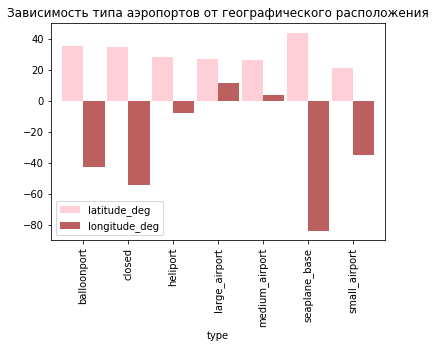 Зависимость типа аэропортов от географического расположения
40
20
0
−20
−40
−60
−80
latitude_deg
longitude_deg
balloonport
closed
heliport
large_airport
medium_airport
seaplane_base
small_airport
type